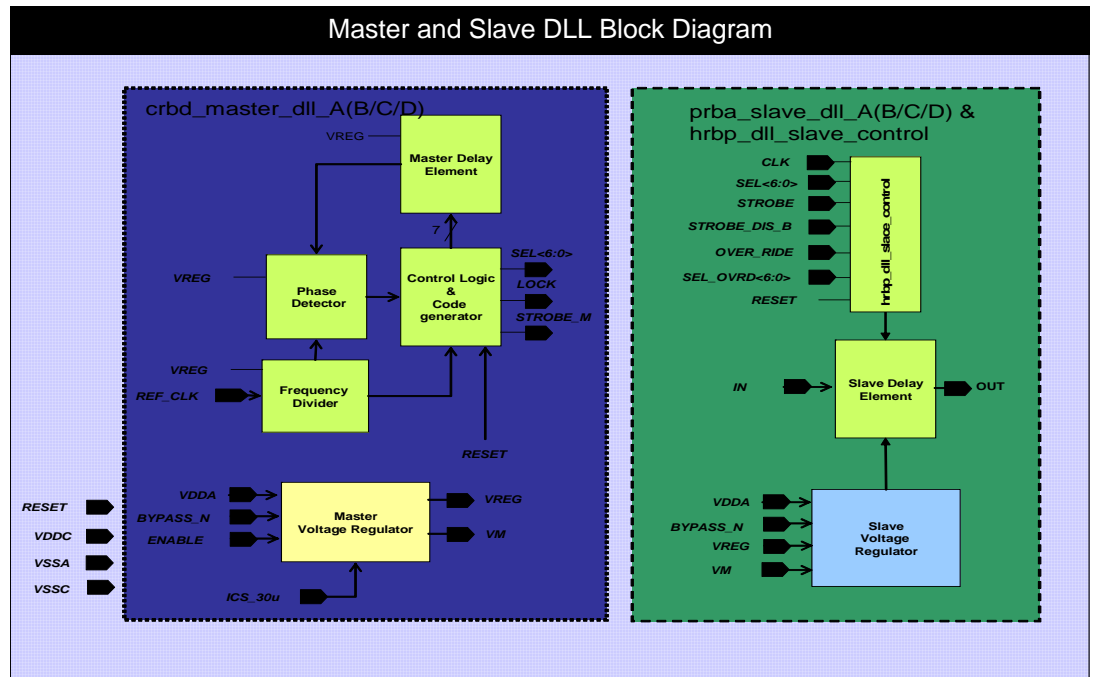 Master and Slave DLL Block Diagram
crbd_master_dll_A(B/C/D)
VREG
Master Delay
Element
7
VREG
Phase
Detector
Control Logic
&
Code
generator
SEL<6:0>
LOCK
STROBE_M
VREG
REF_CLK
Frequency
Divider
RESET
VDDA
BYPASS_N
ENABLE
Master
Voltage Regulator
VREG
VM
ICS_30u
RESET
VDDC
VSSA
VSSC
prba_slave_dll_A(B/C/D) &
hrbp_dll_slave_control
CLK
SEL<6:0>
STROBE
STROBE_DIS_B
OVER_RIDE
SEL_OVRD<6:0>
RESET
hrbp_dll_slace_control
IN
Slave Delay
Element
OUT
VDDA
BYPASS_N
VREG
VM
Slave
Voltage
Regulator